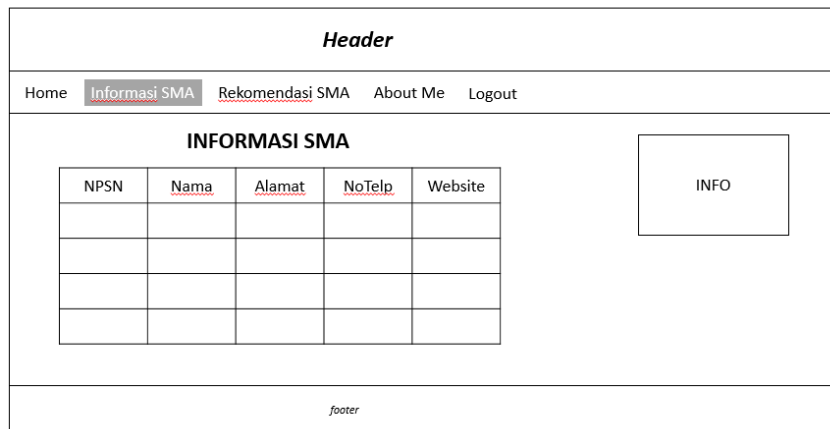 Header
Home Informasi SMA Rekomendasi SMA About Me Logout
INFORMASI SMA
INFO
NPSN Nama Alamat NoTelp Website
footer